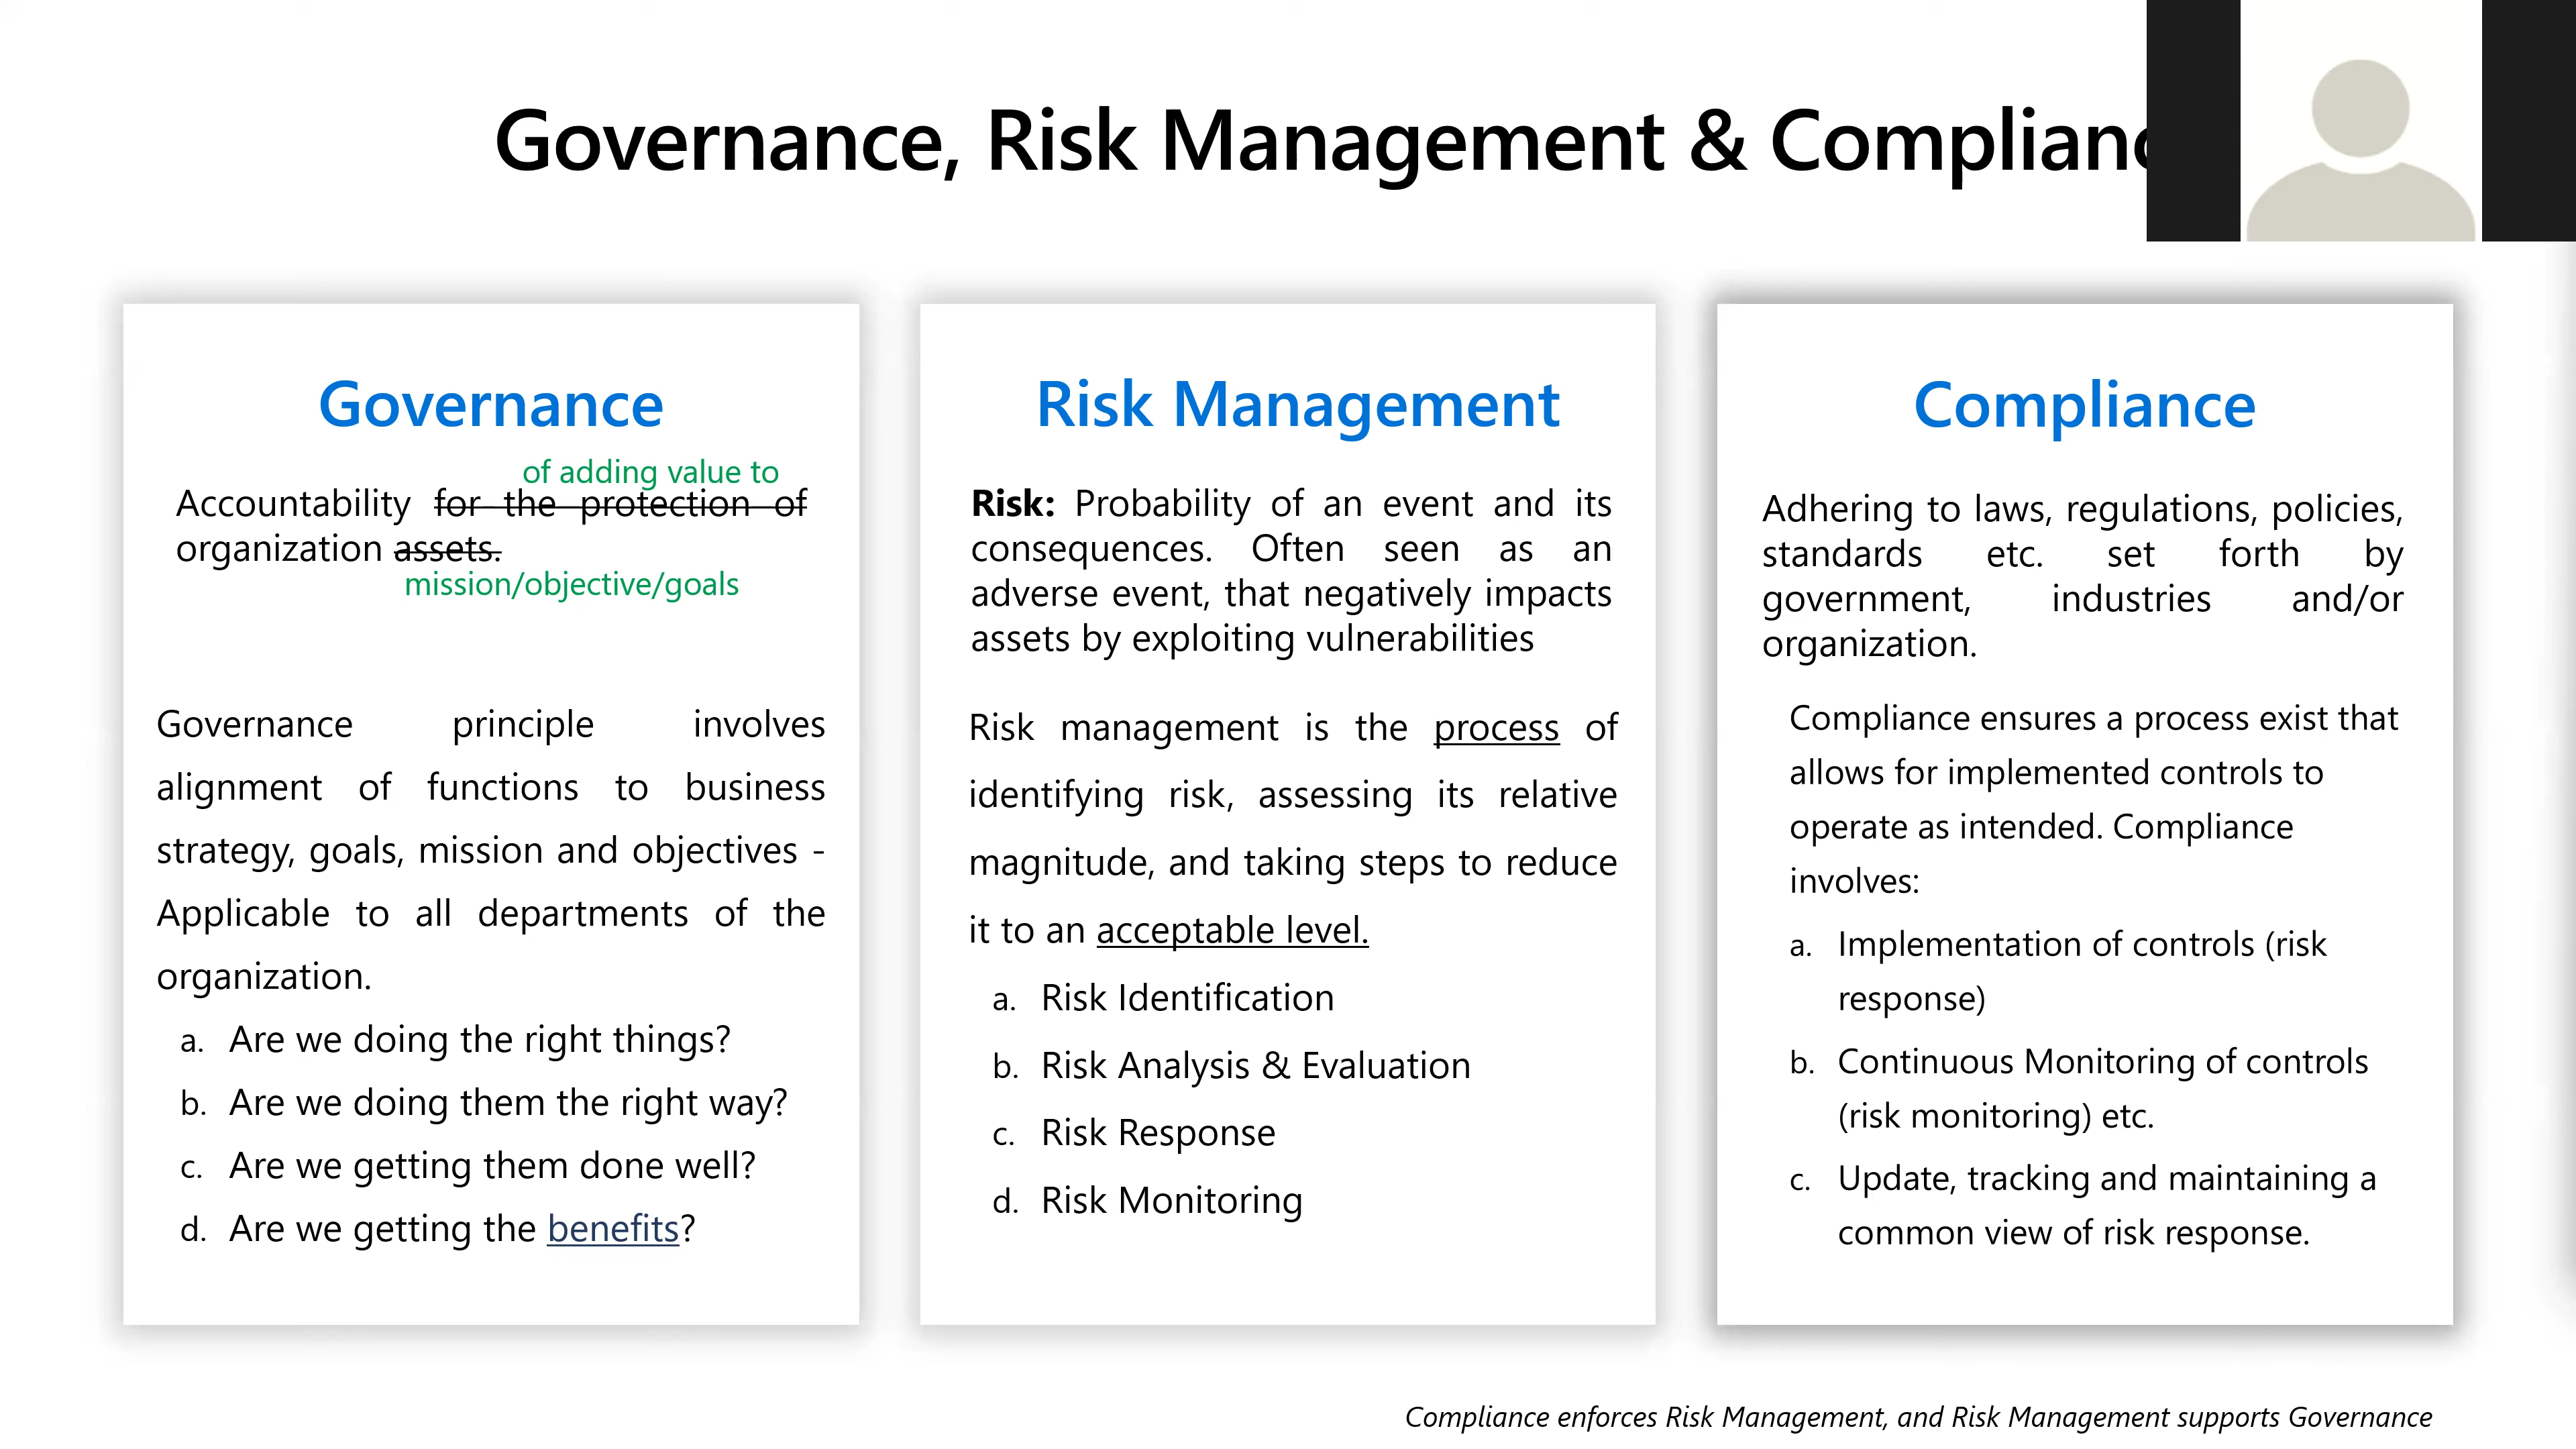 Governance, Risk Management & Complianc
Governance
of adding value to
Accountability for the protection of
organization assets.
mission/objective/goals
Governance principle involves
alignment of functions to business
strategy, goals, mission and objectives -
Applicable to all departments of the
organization.
a. Are we doing the right things?
b. Are we doing them the right way?
c. Are we getting them done well?
d. Are we getting the benefits?
Risk Management
Risk: Probability of an event and its
consequences. Often seen as an
adverse event, that negatively impacts
assets by exploiting vulnerabilities
Risk management is the process of
identifying risk, assessing its relative
magnitude, and taking steps to reduce
it to an acceptable level.
a. Risk Identification
b. Risk Analysis & Evaluation
c. Risk Response
d. Risk Monitoring
Compliance
Adhering to laws, regulations, policies,
standards etc. set forth by
government, industries and/or
organization.
Compliance ensures a process exist that
allows for implemented controls to
operate as intended. Compliance
involves:
a. Implementation of controls (risk
response)
b. Continuous Monitoring of controls
(risk monitoring) etc.
c. Update, tracking and maintaining a
common view of risk response.
Compliance enforces Risk Management, and Risk Management supports Governance